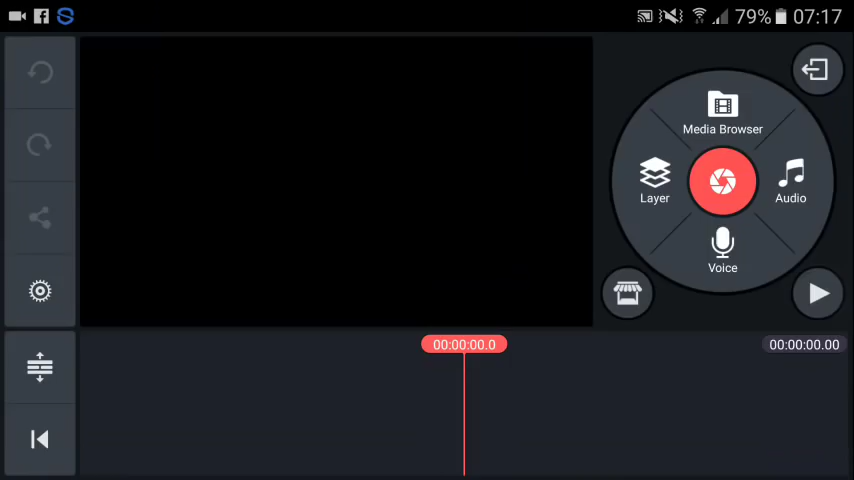 79% 07:17
Media Browser
Layer
Audio
Voice
00:00:00.0
00:00:00.00